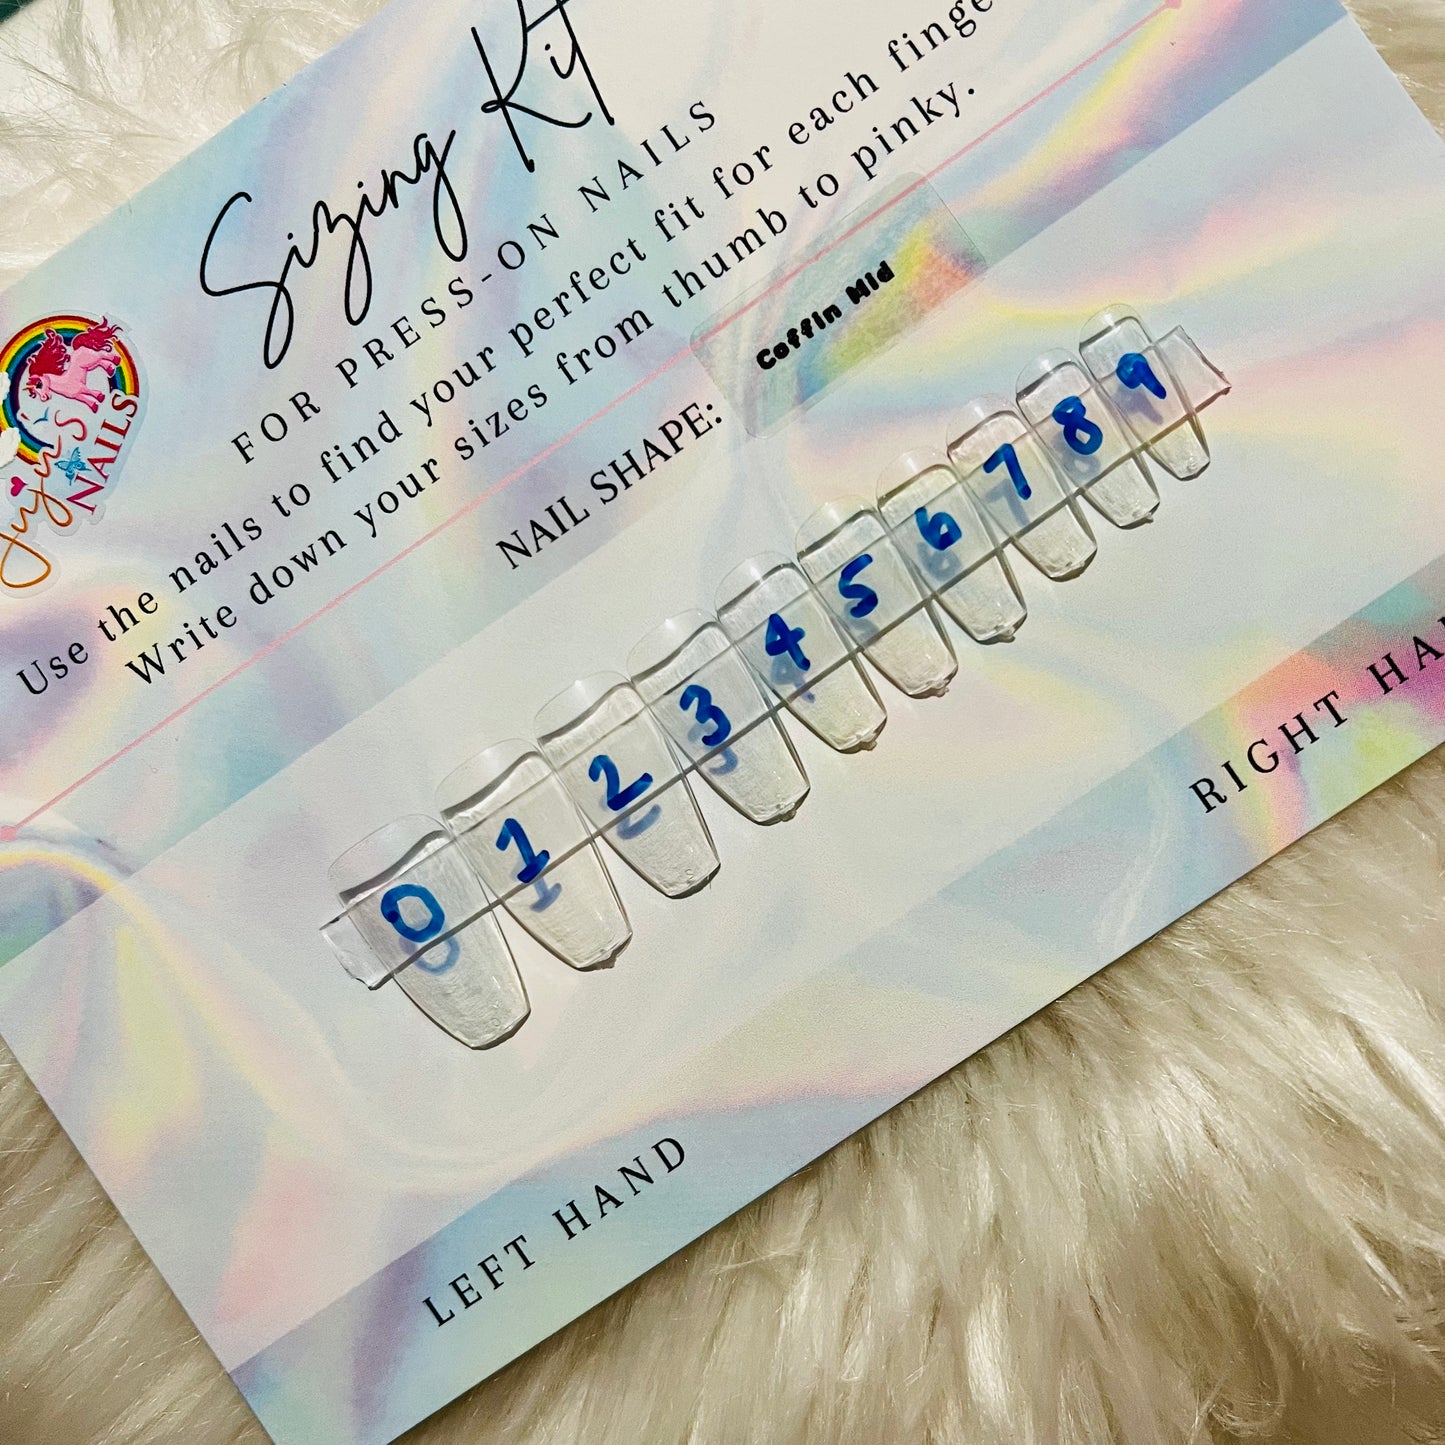 Sizing Kit
FOR PRESS-ON NAILS
Use the nails to find your perfect fit for each finge
Write down your sizes from thumb to pinky.
NAIL SHAPE: Coffin Mid
JuJu'S
NAILS
0 1 2 3 4 5 6 7 8 9
LEFT HAND
RIGHT HA